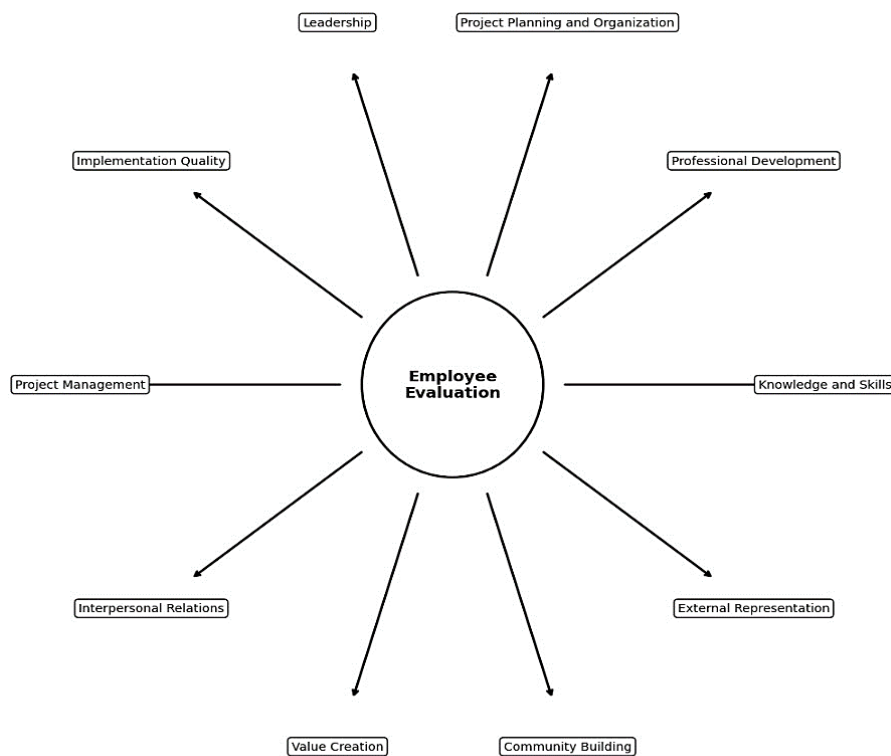 Leadership
Project Planning and Organization
Implementation Quality
Professional Development
Project Management
Employee
Evaluation
Knowledge and Skills
Interpersonal Relations
External Representation
Value Creation
Community Building